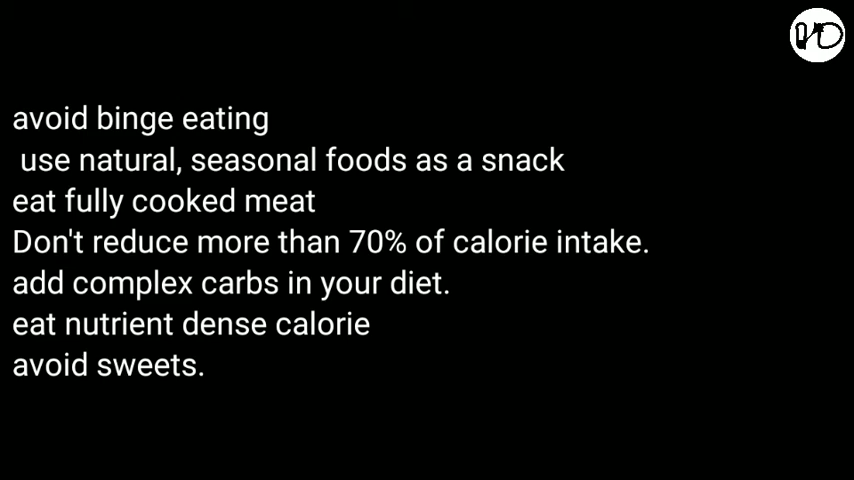 avoid binge eating
use natural, seasonal foods as a snack
eat fully cooked meat
Don't reduce more than 70% of calorie intake.
add complex carbs in your diet.
eat nutrient dense calorie
avoid sweets.